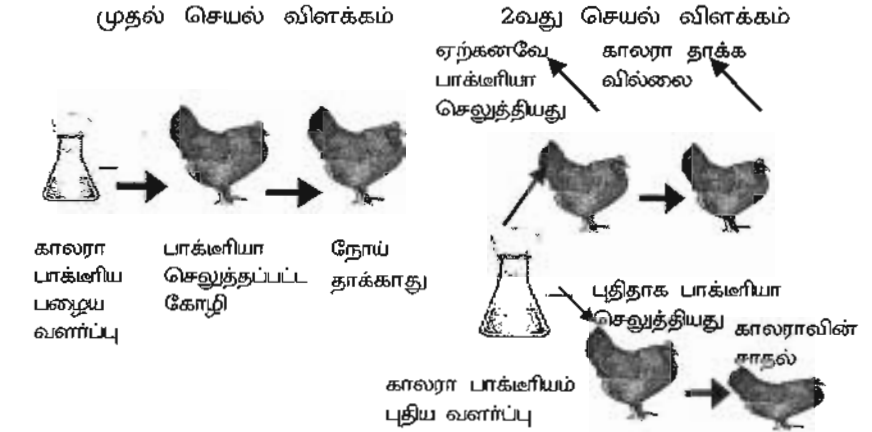 முதல் செயல் விளக்கம்
காலரா
பாக்டீரிய
பழைய
வளர்ப்பு
பாக்டீரியா
செலுத்தப்பட்ட
கோழி
நோய்
தாக்காது
2வது செயல் விளக்கம்
ஏற்கனவே
பாக்டீரியா
செலுத்தியது
காலரா தாக்க
வில்லை
புதிதாக பாக்டீரியா
செலுத்தியது
காலராவின்
சாதல்
காலரா பாக்டீரியம்
புதிய வளர்ப்பு